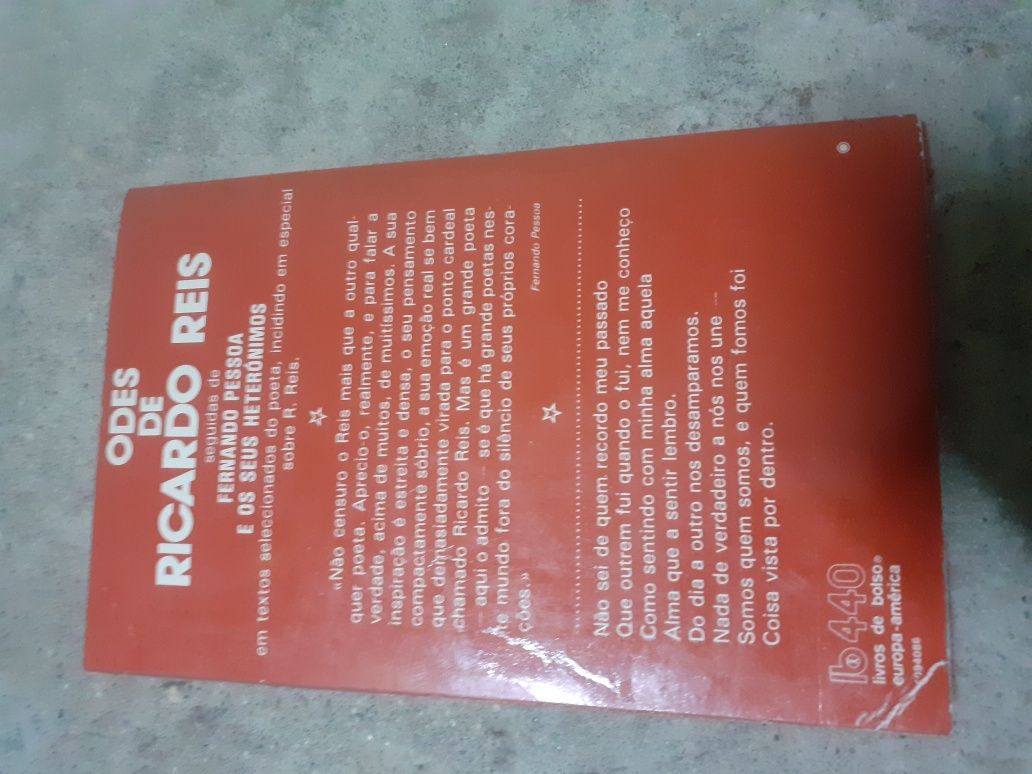 ODES
DE
RICARDO REIS
seguidas de
FERNANDO PESSOA
E OS SEUS HETERÓNIMOS
em textos seleccionados do poeta, incidindo em especial
sobre R. Reis.
«Não censuro o Reis mais que a outro qual-
quer poeta. Aprecio-o, realmente, e para falar a
verdade, acima de muitos, de muitíssimos. A sua
inspiração é estreita e densa, o seu pensamento
compactamente sóbrio, a sua emoção real se bem
que demasiadamente virada para o ponto cardeal
chamado Ricardo Reis. Mas é um grande poeta
— aqui o admito — se é que há grandes poetas nes-
te mundo fora do silêncio de seus próprios cora-
ções.»
Fernando Pessoa
Não sei de quem recordo meu passado
Que outrem fui quando o fui, nem me conheço
Como sentindo com minha alma aquela
Alma que a sentir lembro.
Do dia a outro nos desamparamos.
Nada de verdadeiro a nós nos une —
Somos quem somos, e quem fomos foi
Coisa vista por dentro.
lb440
livros de bolso
europa-américa